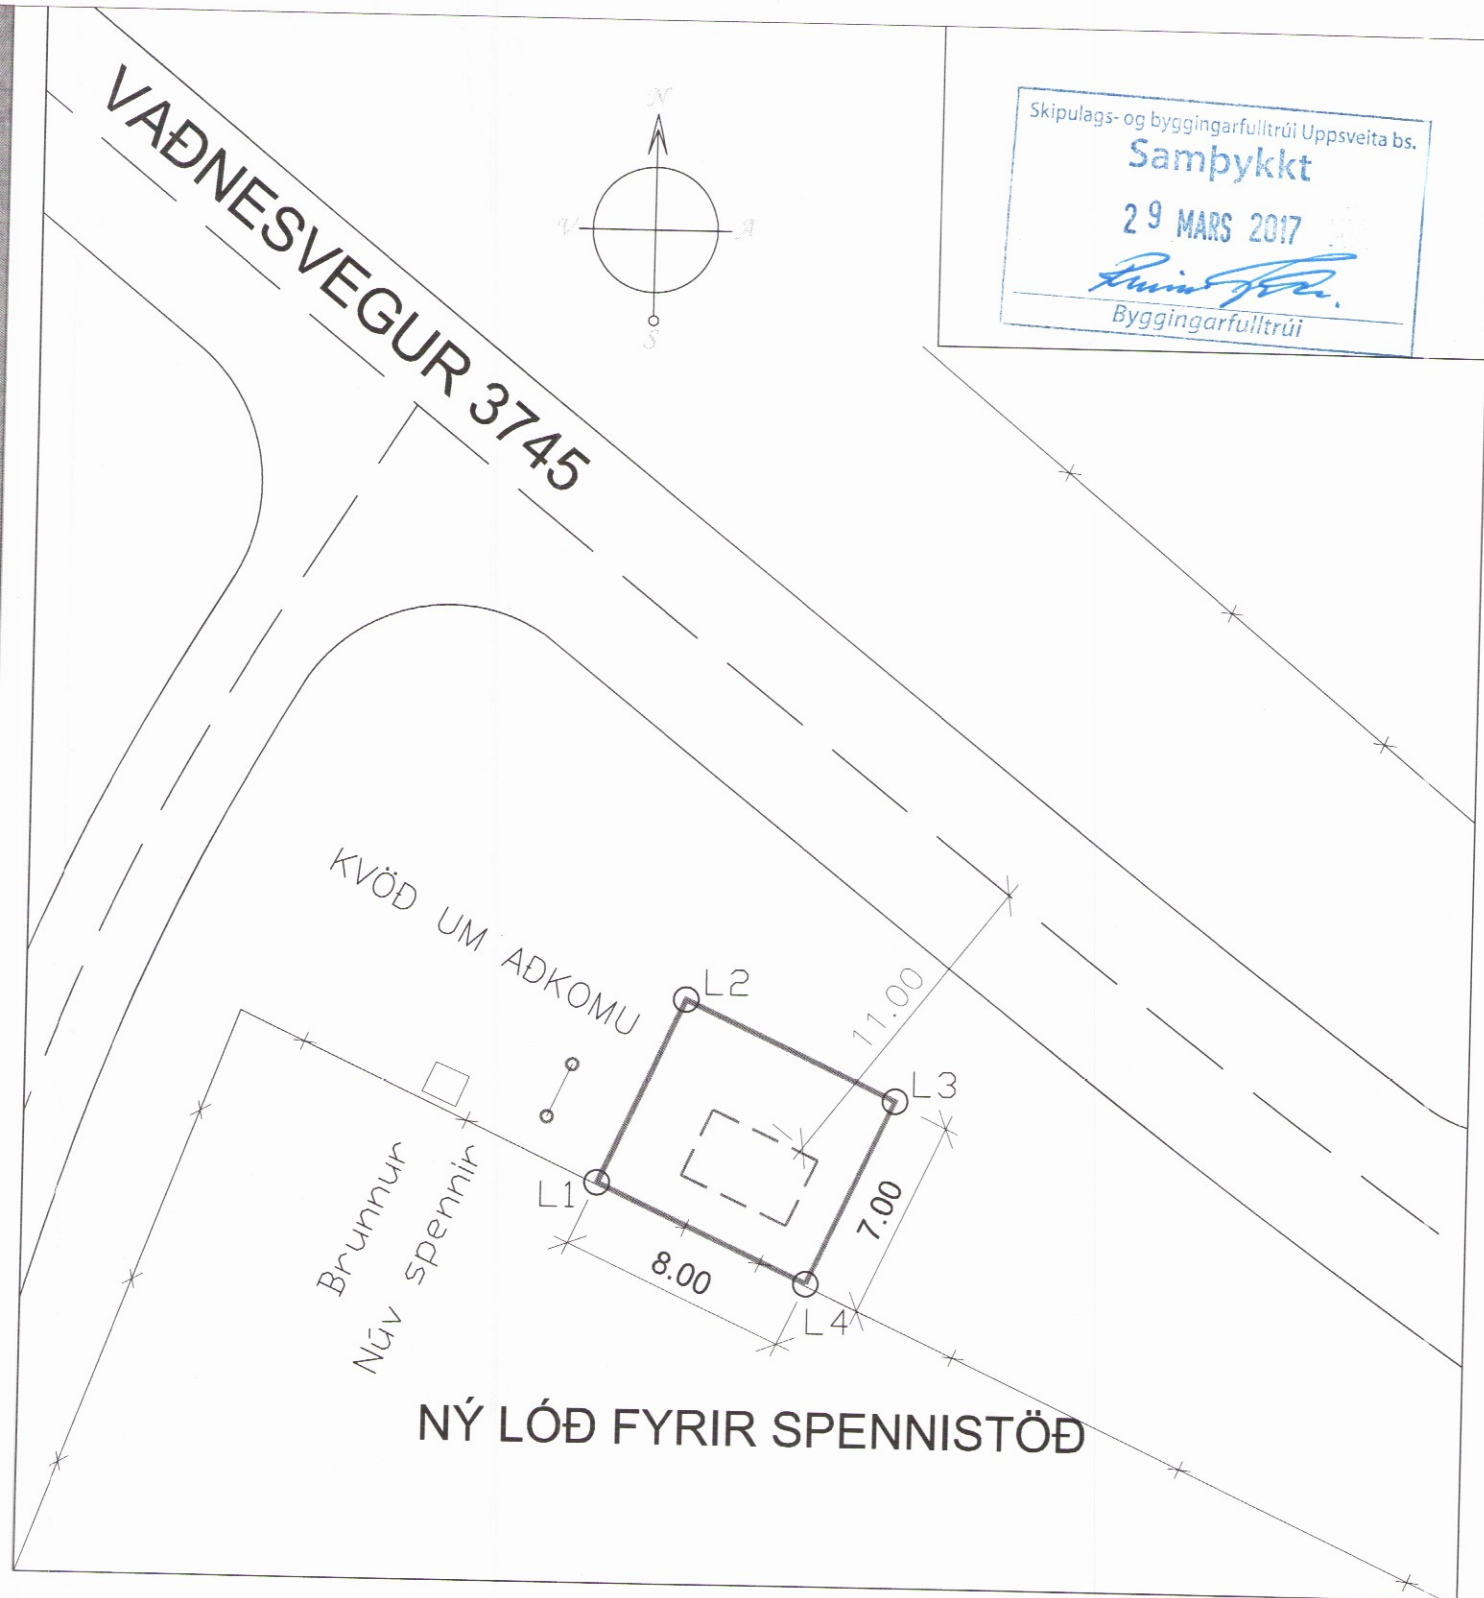 VAÐNESVEGUR 3745
N
V
A
S
Skipulags- og byggingarfulltrúi Uppsveita bs.
Samþykkt
29 MARS 2017
Byggingarfulltrúi
KVÖÐ UM AÐKOMU
L2
11.00
L3
L1
7.00
8.00
L4
Brunnur
Núv spennir
NÝ LÓÐ FYRIR SPENNISTÖÐ